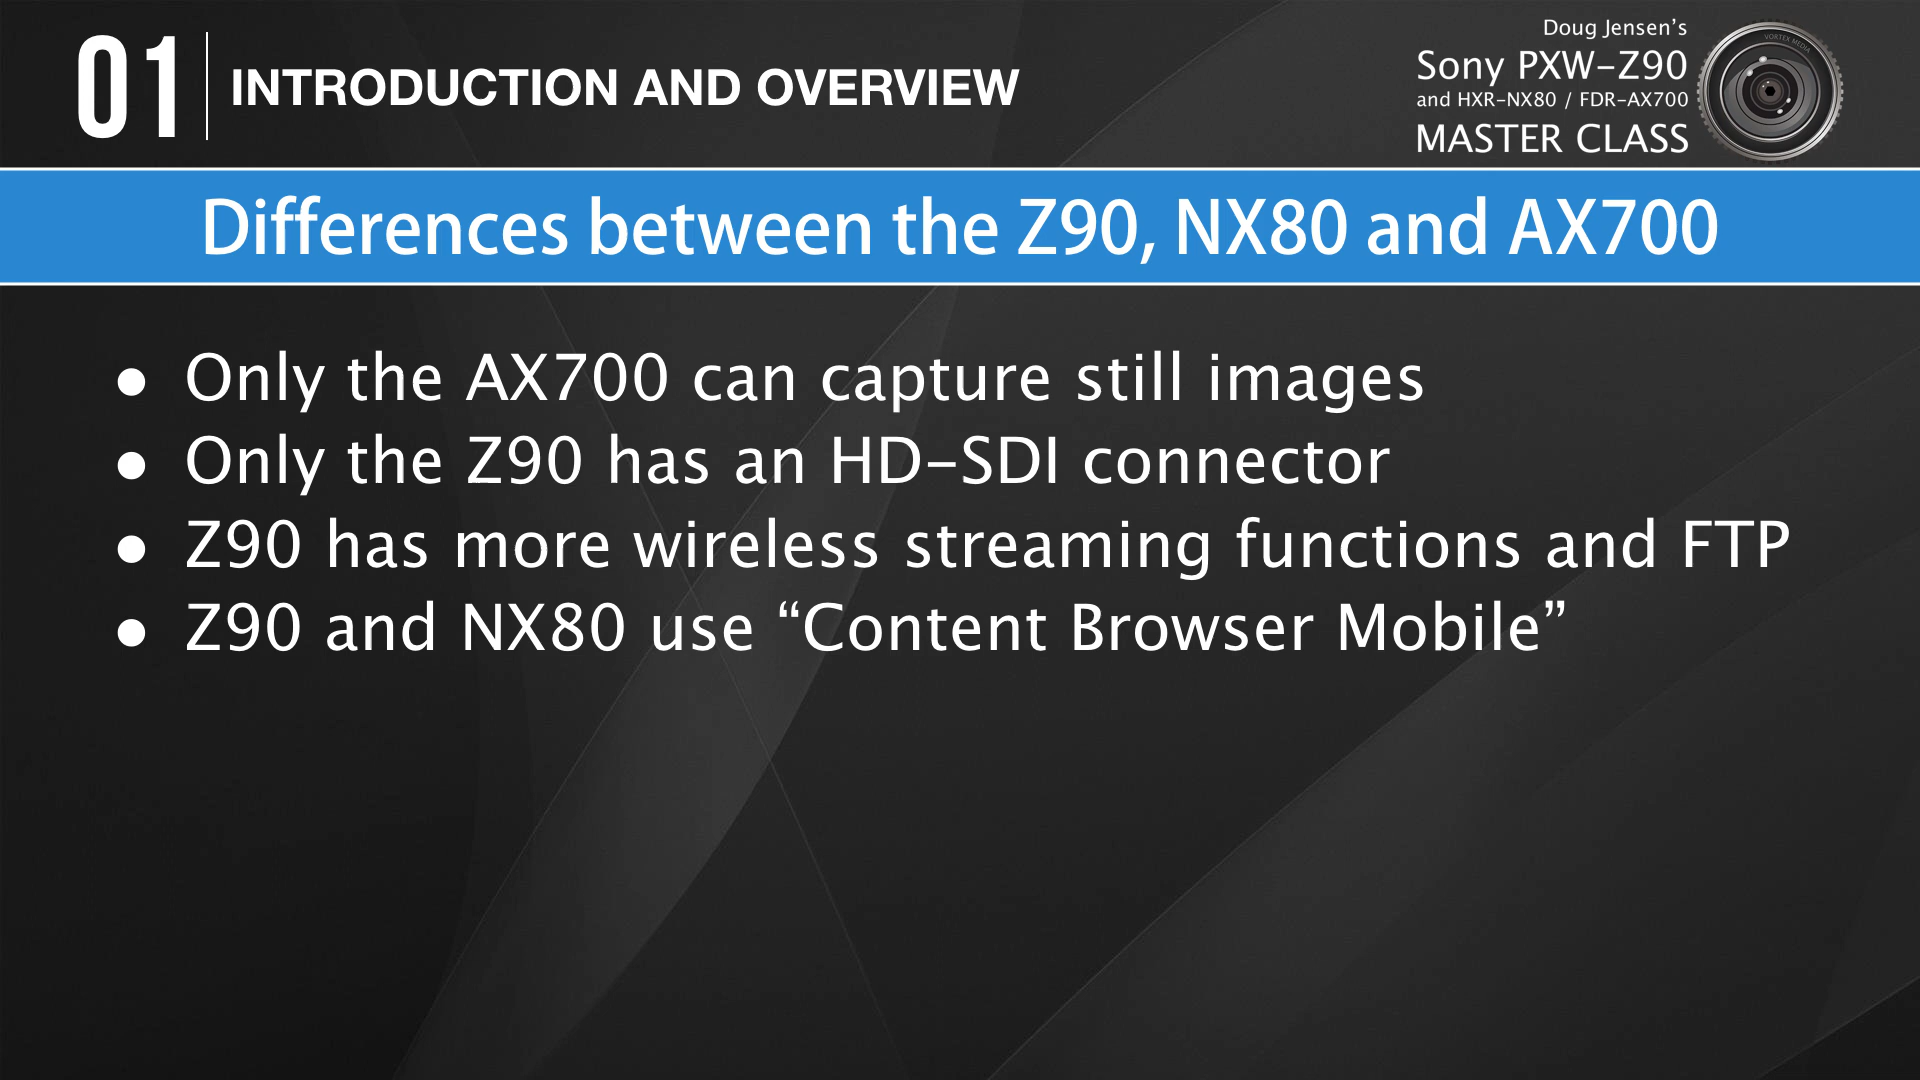 01
INTRODUCTION AND OVERVIEW
Doug Jensen’s
Sony PXW–Z90
and HXR–NX80 / FDR–AX700
MASTER CLASS
VORTEX MEDIA
Differences between the Z90, NX80 and AX700
● Only the AX700 can capture still images
● Only the Z90 has an HD–SDI connector
● Z90 has more wireless streaming functions and FTP
● Z90 and NX80 use “Content Browser Mobile”